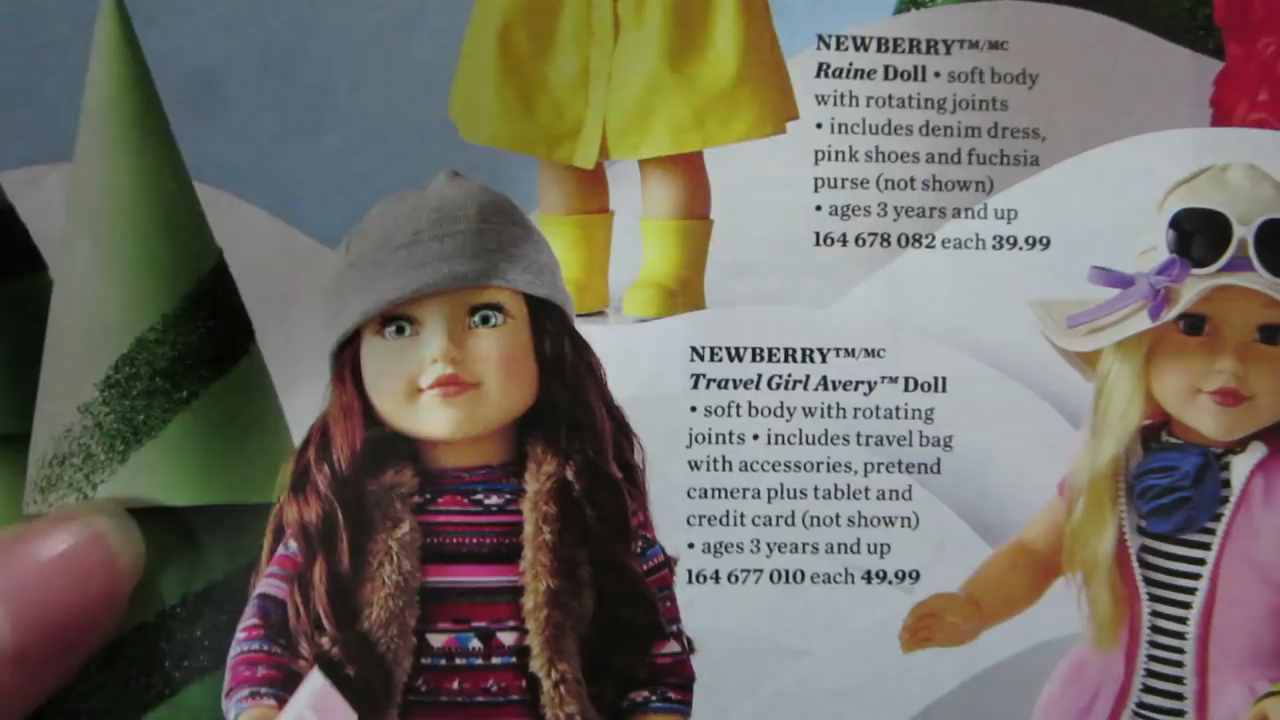 NEWBERRY™/MC
Raine Doll • soft body
with rotating joints
• includes denim dress,
pink shoes and fuchsia
purse (not shown)
• ages 3 years and up
164 678 082 each 39.99
NEWBERRY™/MC
Travel Girl Avery™ Doll
• soft body with rotating
joints • includes travel bag
with accessories, pretend
camera plus tablet and
credit card (not shown)
• ages 3 years and up
164 677 010 each 49.99